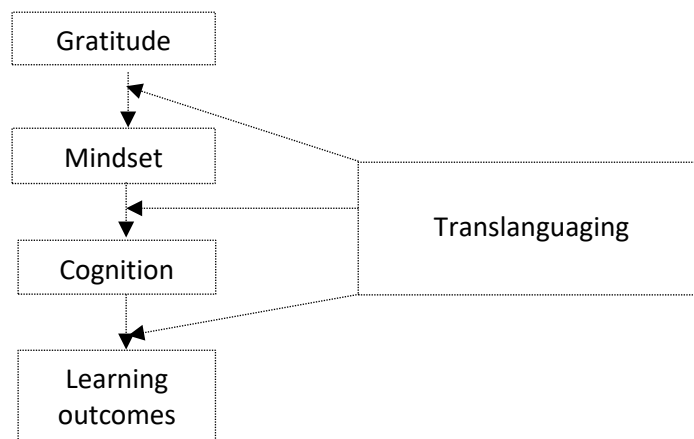 Gratitude
Mindset
Translanguaging
Cognition
Learning
outcomes